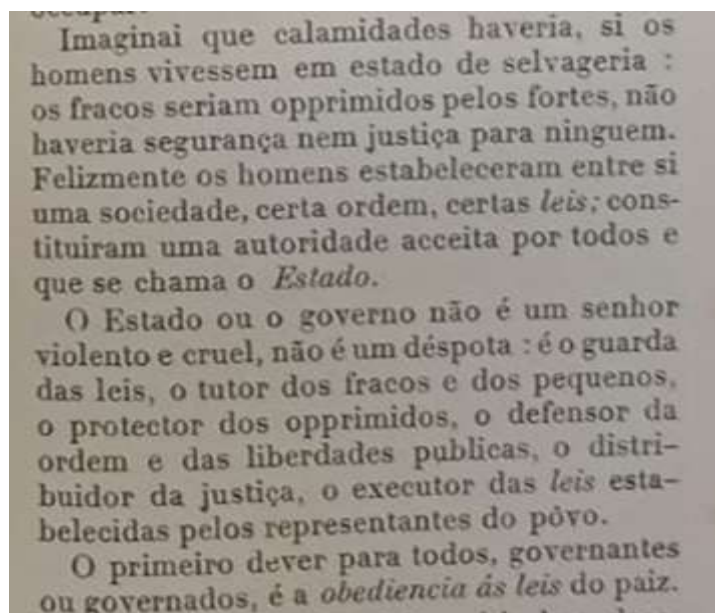 Imaginai que calamidades haveria, si os
homens vivessem em estado de selvageria :
os fracos seriam opprimidos pelos fortes, não
haveria segurança nem justiça para ninguem.
Felizmente os homens estabeleceram entre si
uma sociedade, certa ordem, certas leis; cons-
tituiram uma autoridade acceita por todos e
que se chama o Estado.
O Estado ou o governo não é um senhor
violento e cruel, não é um déspota : é o guarda
das leis, o tutor dos fracos e dos pequenos,
o protector dos opprimidos, o defensor da
ordem e das liberdades publicas, o distri-
buidor da justiça, o executor das leis esta-
belecidas pelos representantes do pôvo.
O primeiro dever para todos, governantes
ou governados, é a obediencia ás leis do paiz.